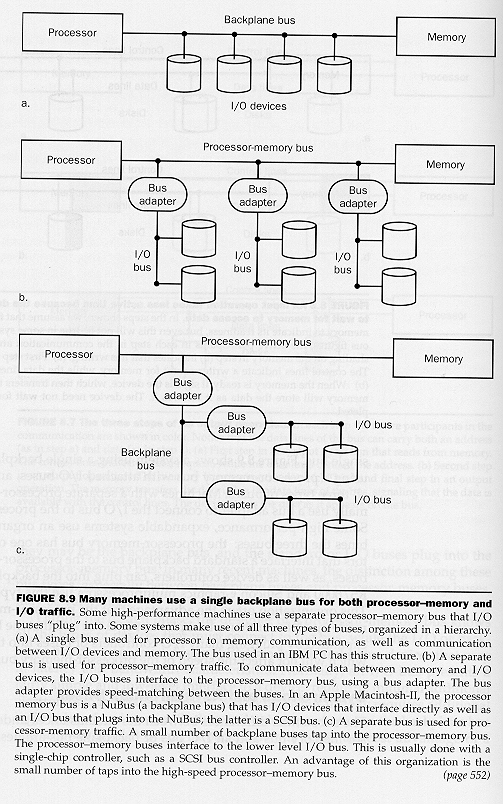 Backplane bus
Processor
Memory
I/O devices
a.
Processor-memory bus
Processor
Memory
Bus
adapter
Bus
adapter
Bus
adapter
I/O
bus
I/O
bus
I/O
bus
b.
Processor-memory bus
Processor
Memory
Bus
adapter
Bus
adapter
I/O bus
Backplane
bus
Bus
adapter
I/O bus
c.
FIGURE 8.9 Many machines use a single backplane bus for both processor–memory and
I/O traffic. Some high-performance machines use a separate processor–memory bus that I/O
buses “plug” into. Some systems make use of all three types of buses, organized in a hierarchy.
(a) A single bus used for processor to memory communication, as well as communication
between I/O devices and memory. The bus used in an IBM PC has this structure. (b) A separate
bus is used for processor–memory traffic. To communicate data between memory and I/O
devices, the I/O buses interface to the processor–memory bus, using a bus adapter. The bus
adapter provides speed-matching between the buses. In an Apple Macintosh-II, the processor
memory bus is a NuBus (a backplane bus) that has I/O devices that interface directly as well as
an I/O bus that plugs into the NuBus; the latter is a SCSI bus. (c) A separate bus is used for pro-
cessor-memory traffic. A small number of backplane buses tap into the processor–memory bus.
The processor-memory buses interface to the lower level I/O bus. This is usually done with a
single-chip controller, such as a SCSI bus controller. An advantage of this organization is the
small number of taps into the high-speed processor–memory bus. (page 552)